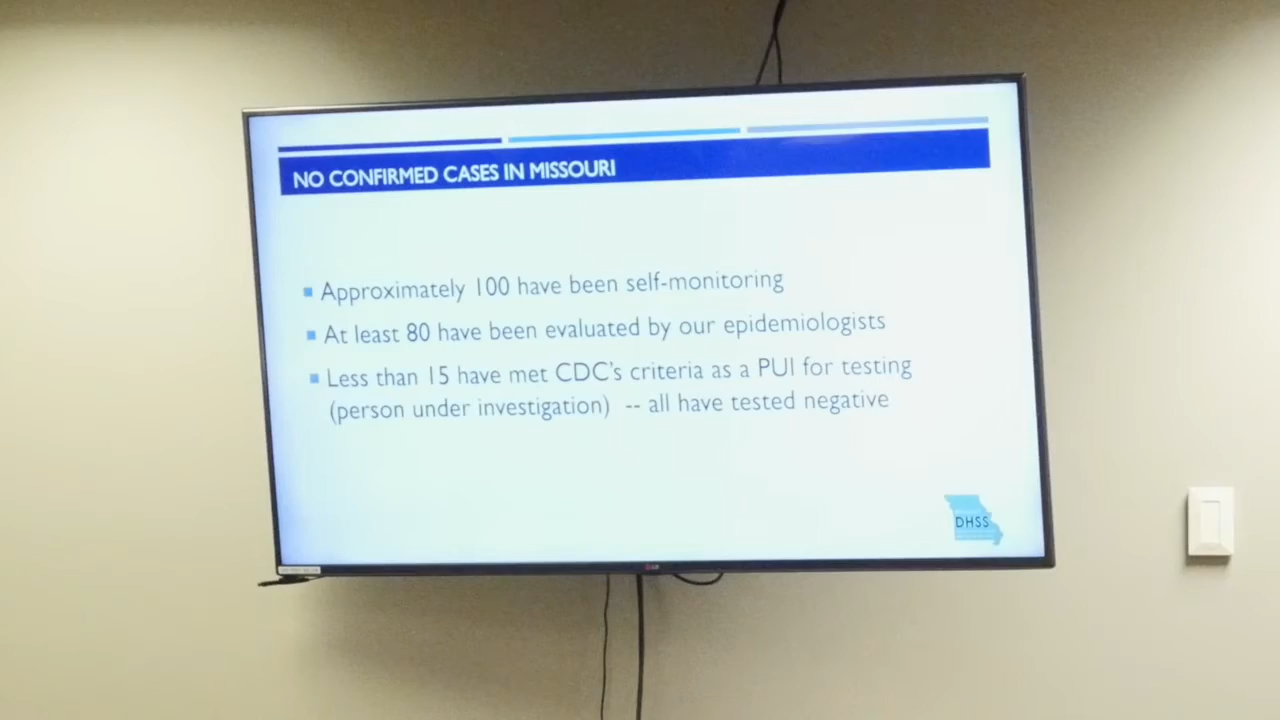 NO CONFIRMED CASES IN MISSOURI
Approximately 100 have been self-monitoring
At least 80 have been evaluated by our epidemiologists
Less than 15 have met CDC's criteria as a PUI for testing
(person under investigation) -- all have tested negative
DHSS
LG